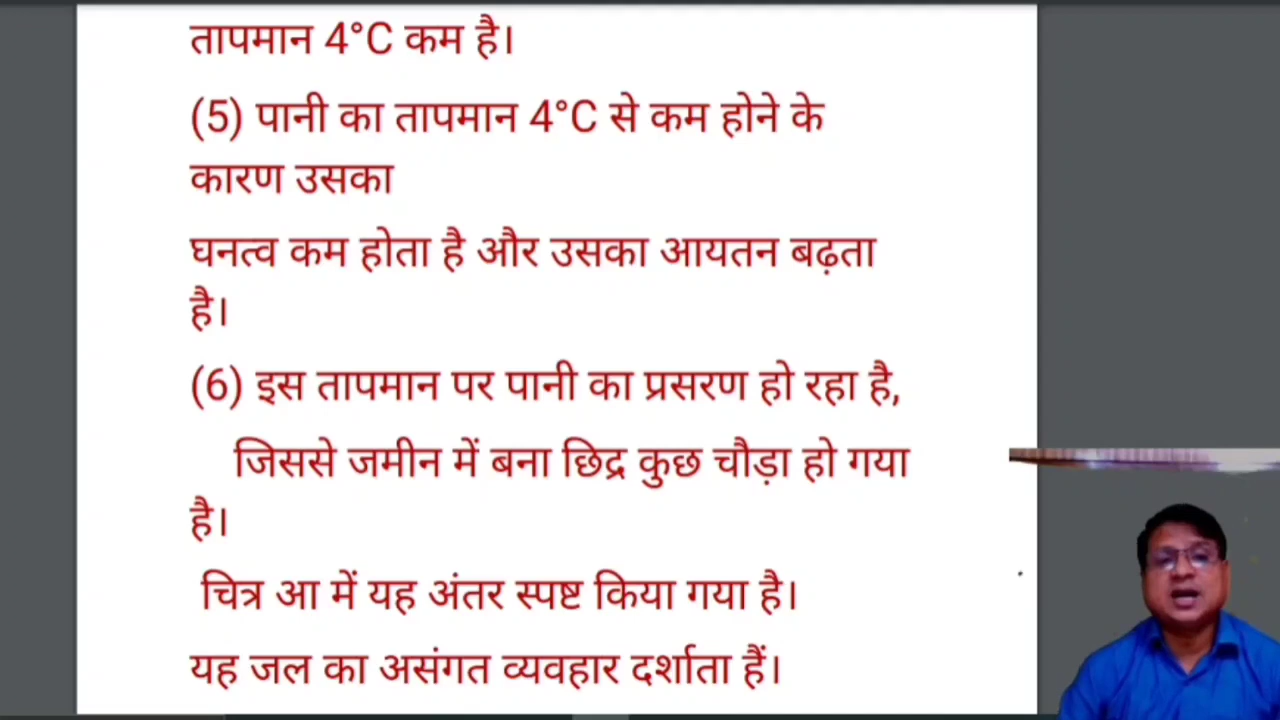 तापमान 4°C कम है।
(5) पानी का तापमान 4°C से कम होने के
कारण उसका
घनत्व कम होता है और उसका आयतन बढ़ता
है।
(6) इस तापमान पर पानी का प्रसरण हो रहा है,
जिससे जमीन में बना छिद्र कुछ चौड़ा हो गया
है।
चित्र आ में यह अंतर स्पष्ट किया गया है।
यह जल का असंगत व्यवहार दर्शाता हैं।